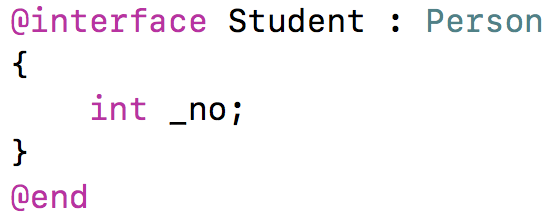 @interface Student : Person
{
    int _no;
}
@end